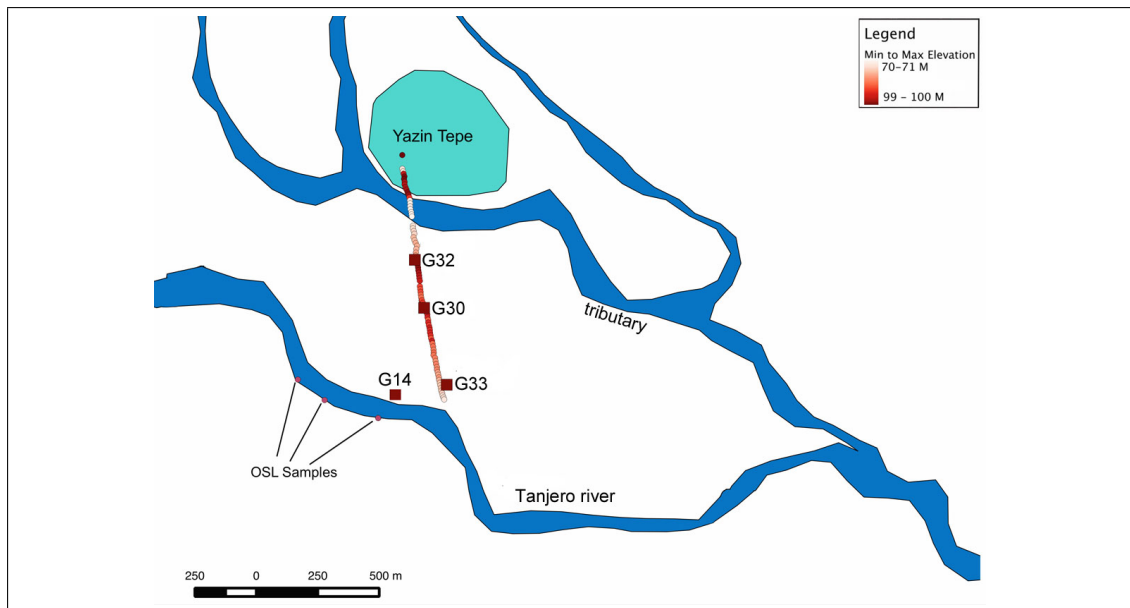 Legend
Min to Max Elevation
70-71 M
99 - 100 M
Yazin Tepe
G32
G30
tributary
G14
G33
OSL Samples
Tanjero river
250 0 250 500 m